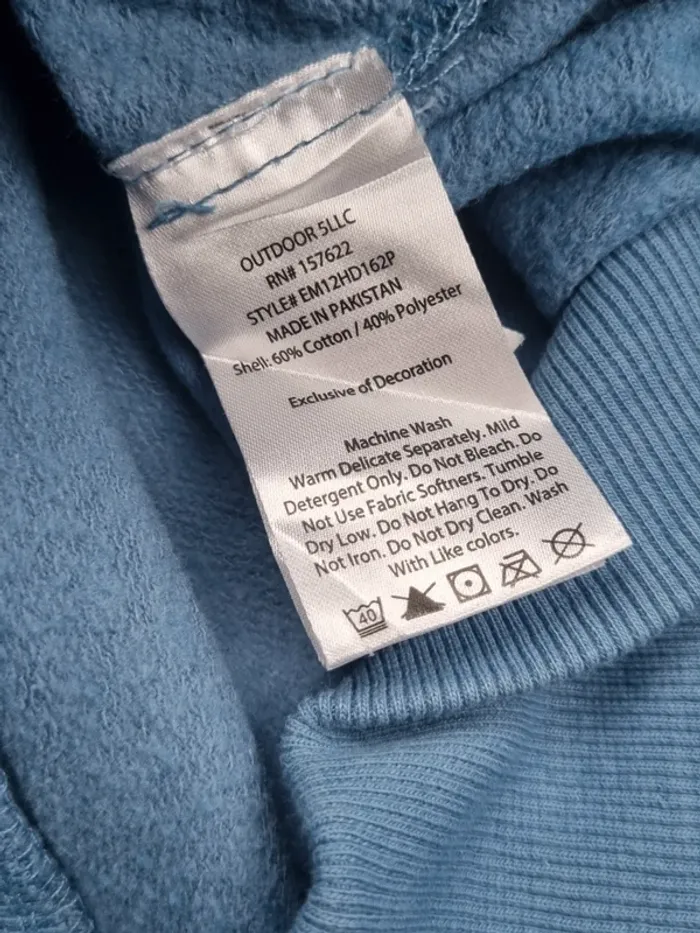 OUTDOOR 5LLC
RN# 157622
STYLE# EM12HD162P
MADE IN PAKISTAN
Shell: 60% Cotton / 40% Polyester
Exclusive of Decoration
Machine Wash
Warm Delicate Separately. Mild
Detergent Only. Do Not Bleach. Do
Not Use Fabric Softners. Tumble
Dry Low. Do Not Hang To Dry. Do
Not Iron. Do Not Dry Clean. Wash
With Like colors.
40